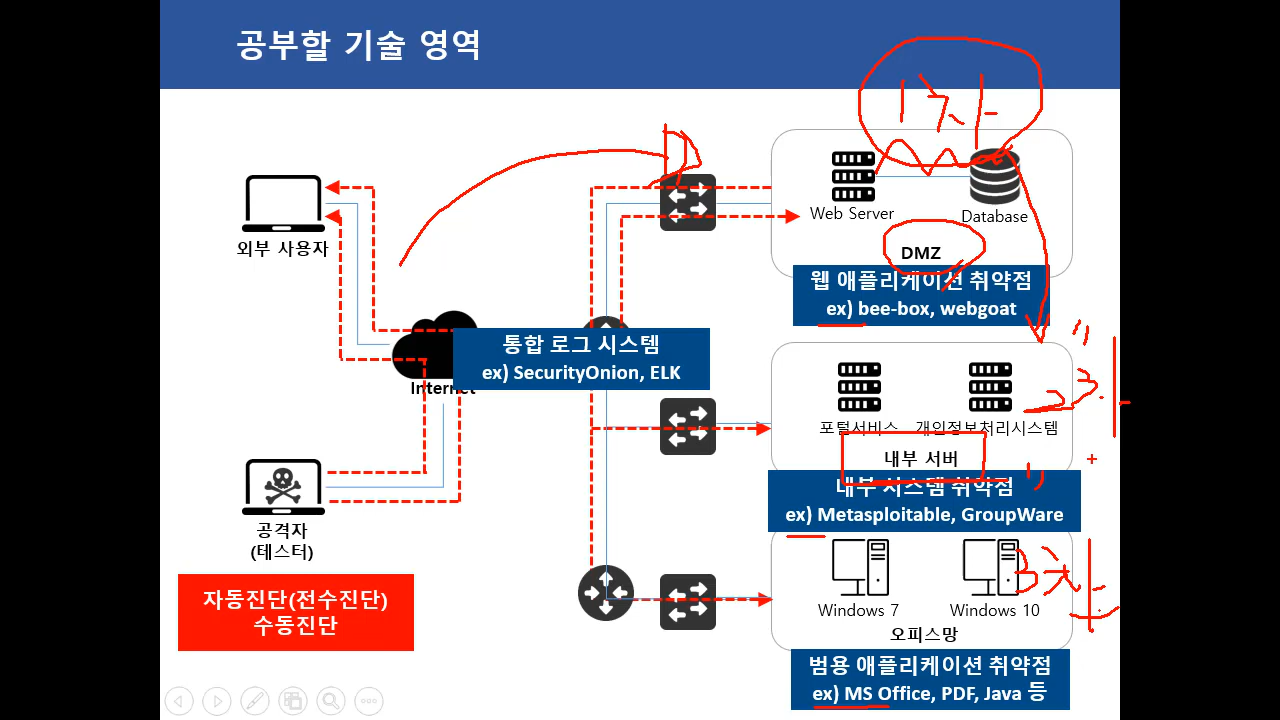 공부할 기술 영역
1차
Web Server
Database
외부 사용자
DMZ
웹 애플리케이션 취약점
ex) bee-box, webgoat
통합 로그 시스템
ex) SecurityOnion, ELK
Internet
포털서비스
개인정보처리시스템
내부 서버
내부 시스템 취약점
ex) Metasploitable, GroupWare
공격자
(테스터)
자동진단(전수진단)
수동진단
Windows 7
Windows 10
3차
오피스망
범용 애플리케이션 취약점
ex) MS Office, PDF, Java 등